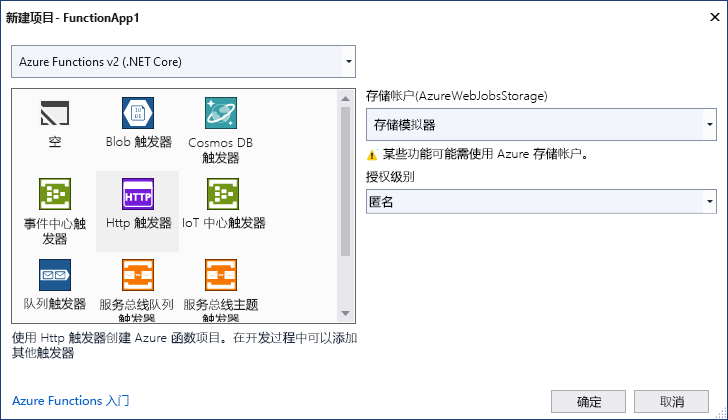 新建项目 - FunctionApp1
Azure Functions v2 (.NET Core)
空
Blob 触发器
Cosmos DB
触发器
事件中心触
发器
HTTP
Http 触发器
IoT 中心触发器
队列触发器
服务总线队列
触发器
服务总线主题
触发器
使用 Http 触发器创建 Azure 函数项目。在开发过程中可以添加
其他触发器
存储帐户(AzureWebJobsStorage)
存储模拟器
某些功能可能需使用 Azure 存储帐户。
授权级别
匿名
Azure Functions 入门
确定
取消